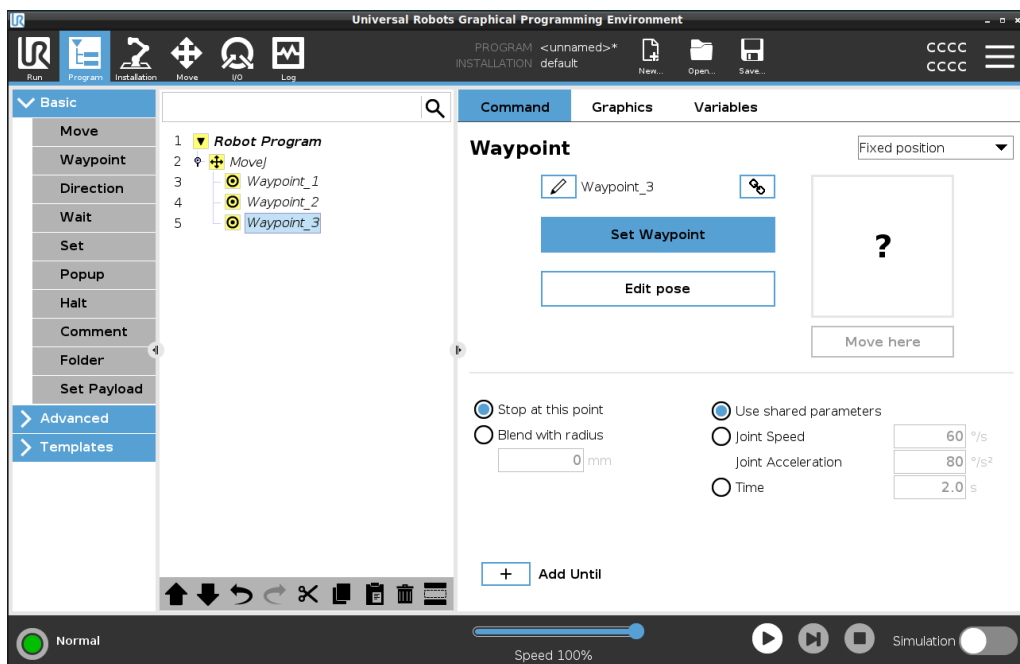 Universal Robots Graphical Programming Environment
Run
Program
Installation
Move
I/O
Log
PROGRAM <unnamed>*
INSTALLATION default
New...
Open...
Save...
CCCC
CCCC
Basic
Move
Waypoint
Direction
Wait
Set
Popup
Halt
Comment
Folder
Set Payload
Advanced
Templates
1 Robot Program
2 MoveJ
3 Waypoint_1
4 Waypoint_2
5 Waypoint_3
Command Graphics Variables
Waypoint
Fixed position
Waypoint_3
Set Waypoint
Edit pose
?
Move here
Stop at this point
Blend with radius
0 mm
Use shared parameters
Joint Speed 60 °/s
Joint Acceleration 80 °/s²
Time 2.0 s
+ Add Until
Normal
Speed 100%
Simulation